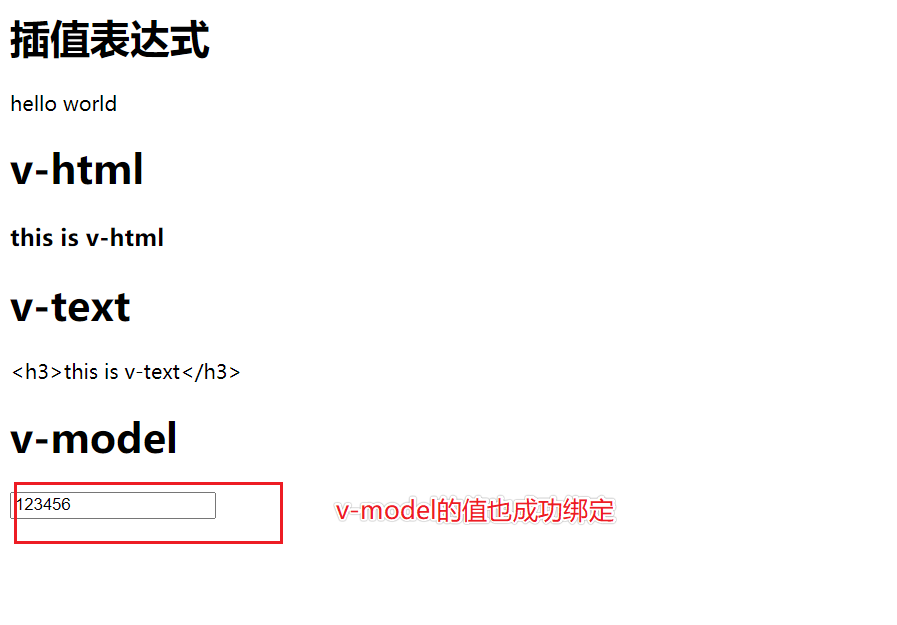 插值表达式
hello world
v-html
this is v-html
v-text
<h3>this is v-text</h3>
v-model
123456
v-model的值也成功绑定